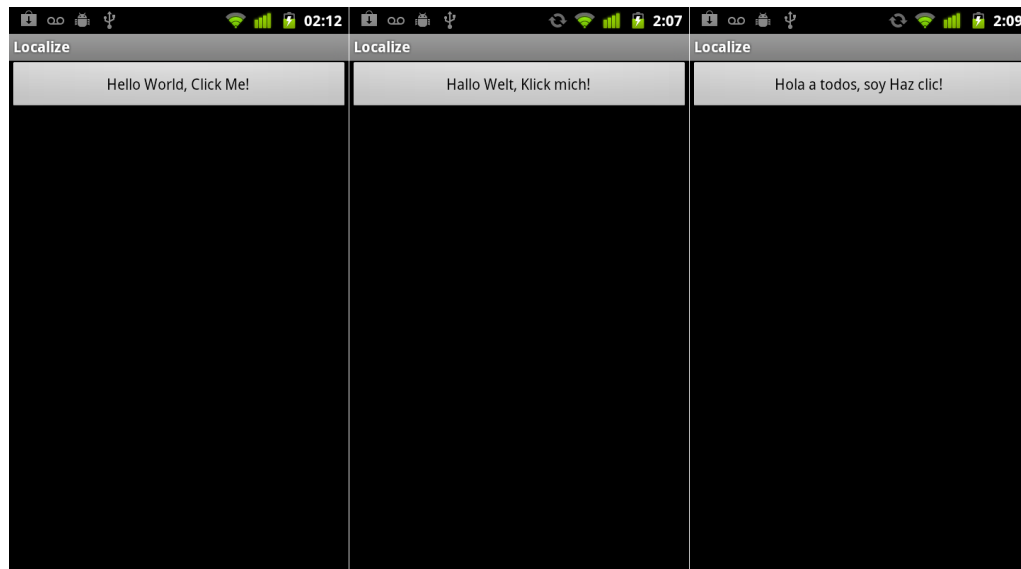 02:12
Localize
Hello World, Click Me!
2:07
Localize
Hallo Welt, Klick mich!
2:09
Localize
Hola a todos, soy Haz clic!